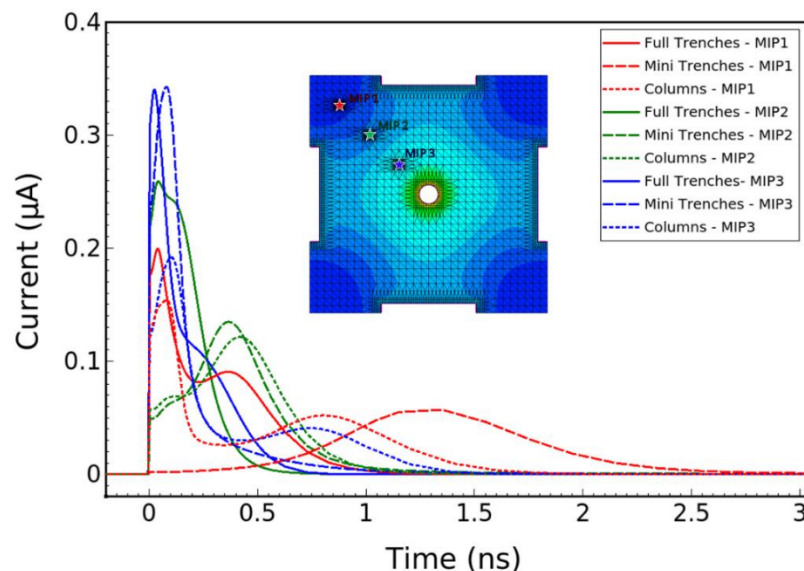 0.4
0.3
0.2
0.1
0
Current (μA)
0
0.5
1
1.5
2
2.5
3
Time (ns)
MIP1
MIP2
MIP3
Full Trenches - MIP1
Mini Trenches - MIP1
Columns - MIP1
Full Trenches - MIP2
Mini Trenches - MIP2
Columns - MIP2
Full Trenches- MIP3
Mini Trenches - MIP3
Columns - MIP3